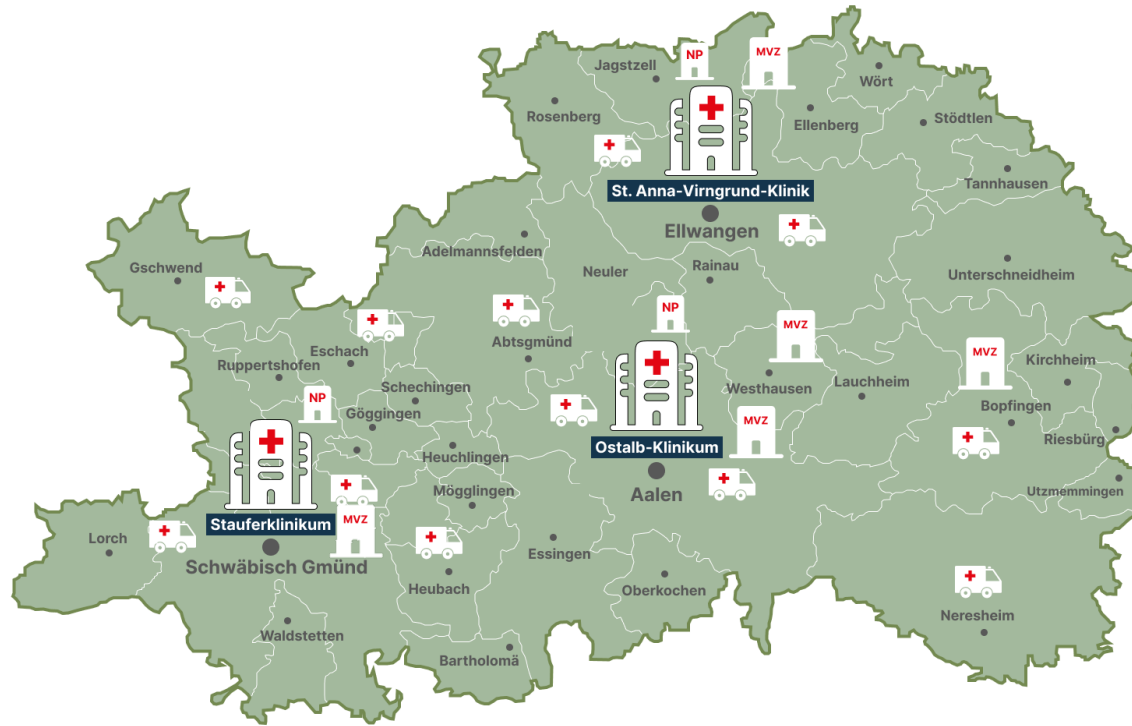 NP
MVZ
Jagstzell
Wört
Rosenberg
Ellenberg
Stödtlen
St. Anna-Virngrund-Klinik
Tannhausen
Ellwangen
Adelmannsfelden
Gschwend
Neuler
Rainau
Unterschneidheim
NP
MVZ
Abtsgmünd
Eschach
Ruppertshofen
MVZ
Kirchheim
Schechingen
Westhausen
Lauchheim
NP
Göggingen
Bopfingen
MVZ
Riesbürg
Ostalb-Klinikum
Heuchlingen
Aalen
Mögglingen
Utzmemmingen
Stauferklinikum
MVZ
Lorch
Schwäbisch Gmünd
Essingen
Heubach
Oberkochen
Neresheim
Waldstetten
Bartholomä